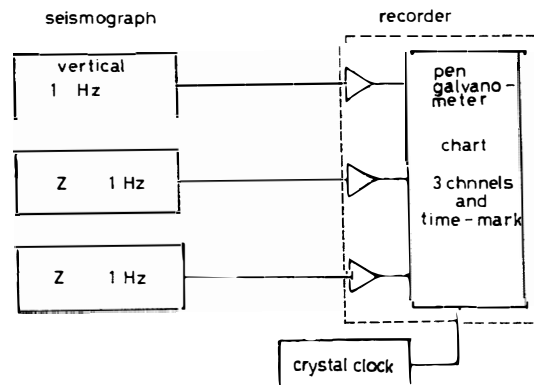 seismograph
recorder
vertical
1 Hz
Z 1 Hz
Z 1 Hz
pen
galvano-
meter
chart
3 chnnels
and
time-mark
crystal clock